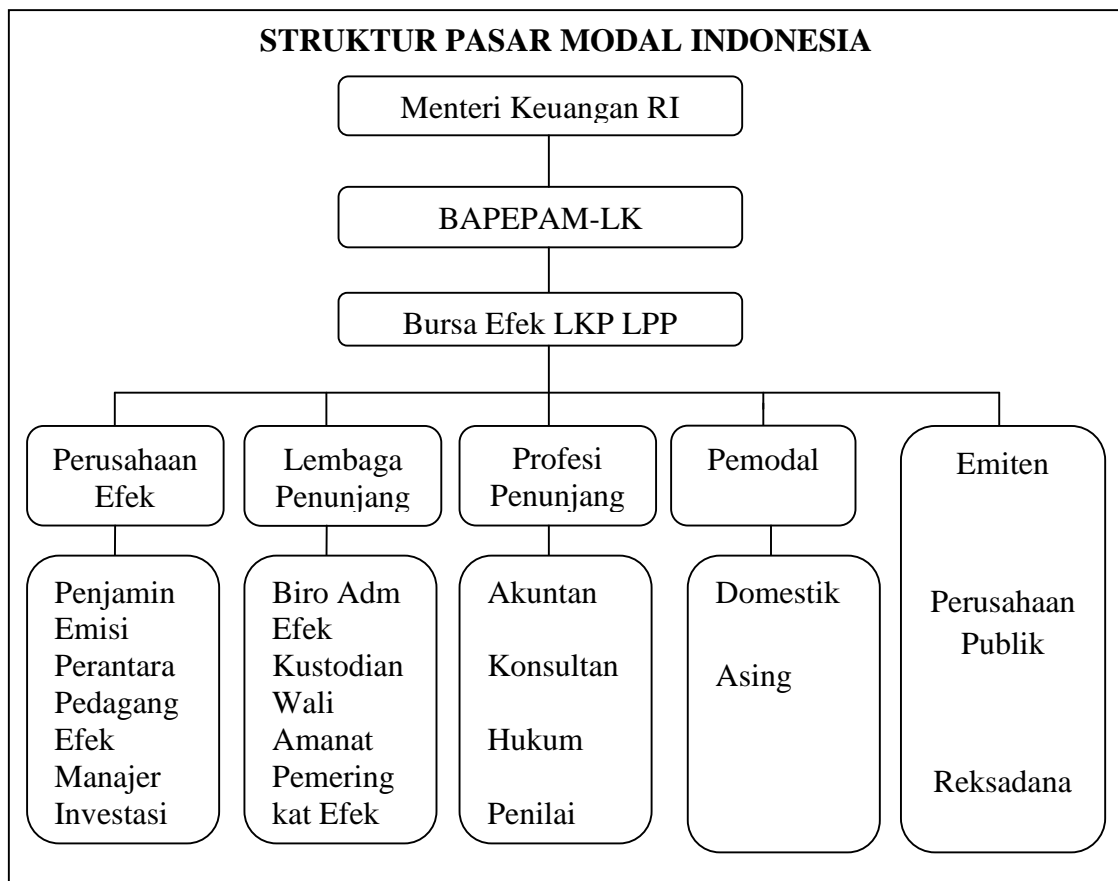 STRUKTUR PASAR MODAL INDONESIA
Menteri Keuangan RI
BAPEPAM-LK
Bursa Efek LKP LPP
Perusahaan
Efek
Lembaga
Penunjang
Profesi
Penunjang
Pemodal
Emiten
Perusahaan
Publik
Reksadana
Penjamin
Emisi
Perantara
Pedagang
Efek
Manajer
Investasi
Biro Adm
Efek
Kustodian
Wali
Amanat
Pemering
kat Efek
Akuntan
Konsultan
Hukum
Penilai
Domestik
Asing